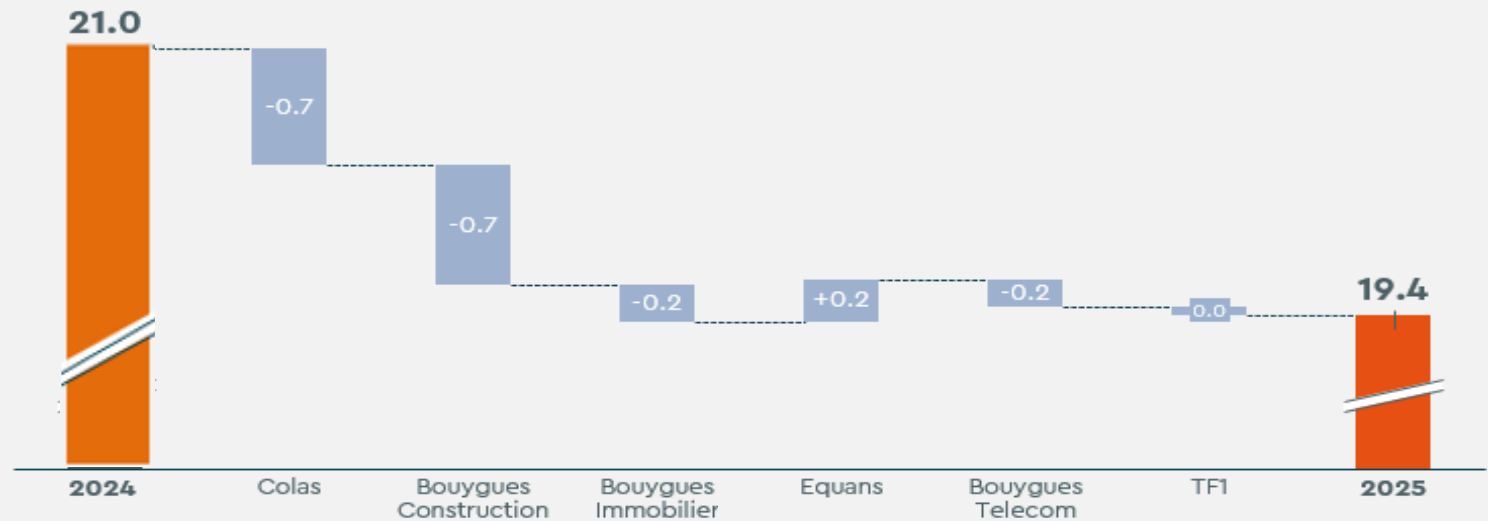 21.0
-0.7
-0.7
-0.2
+0.2
-0.2
0.0
19.4
2024
Colas
Bouygues
Construction
Bouygues
Immobilier
Equans
Bouygues
Telecom
TF1
2025